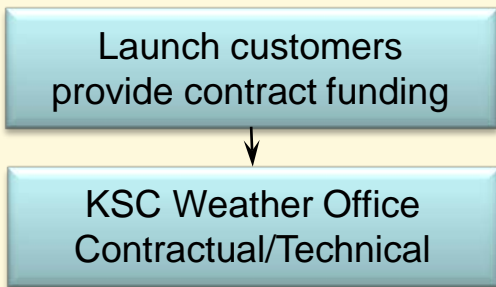 Launch customers
provide contract funding
KSC Weather Office
Contractual/Technical